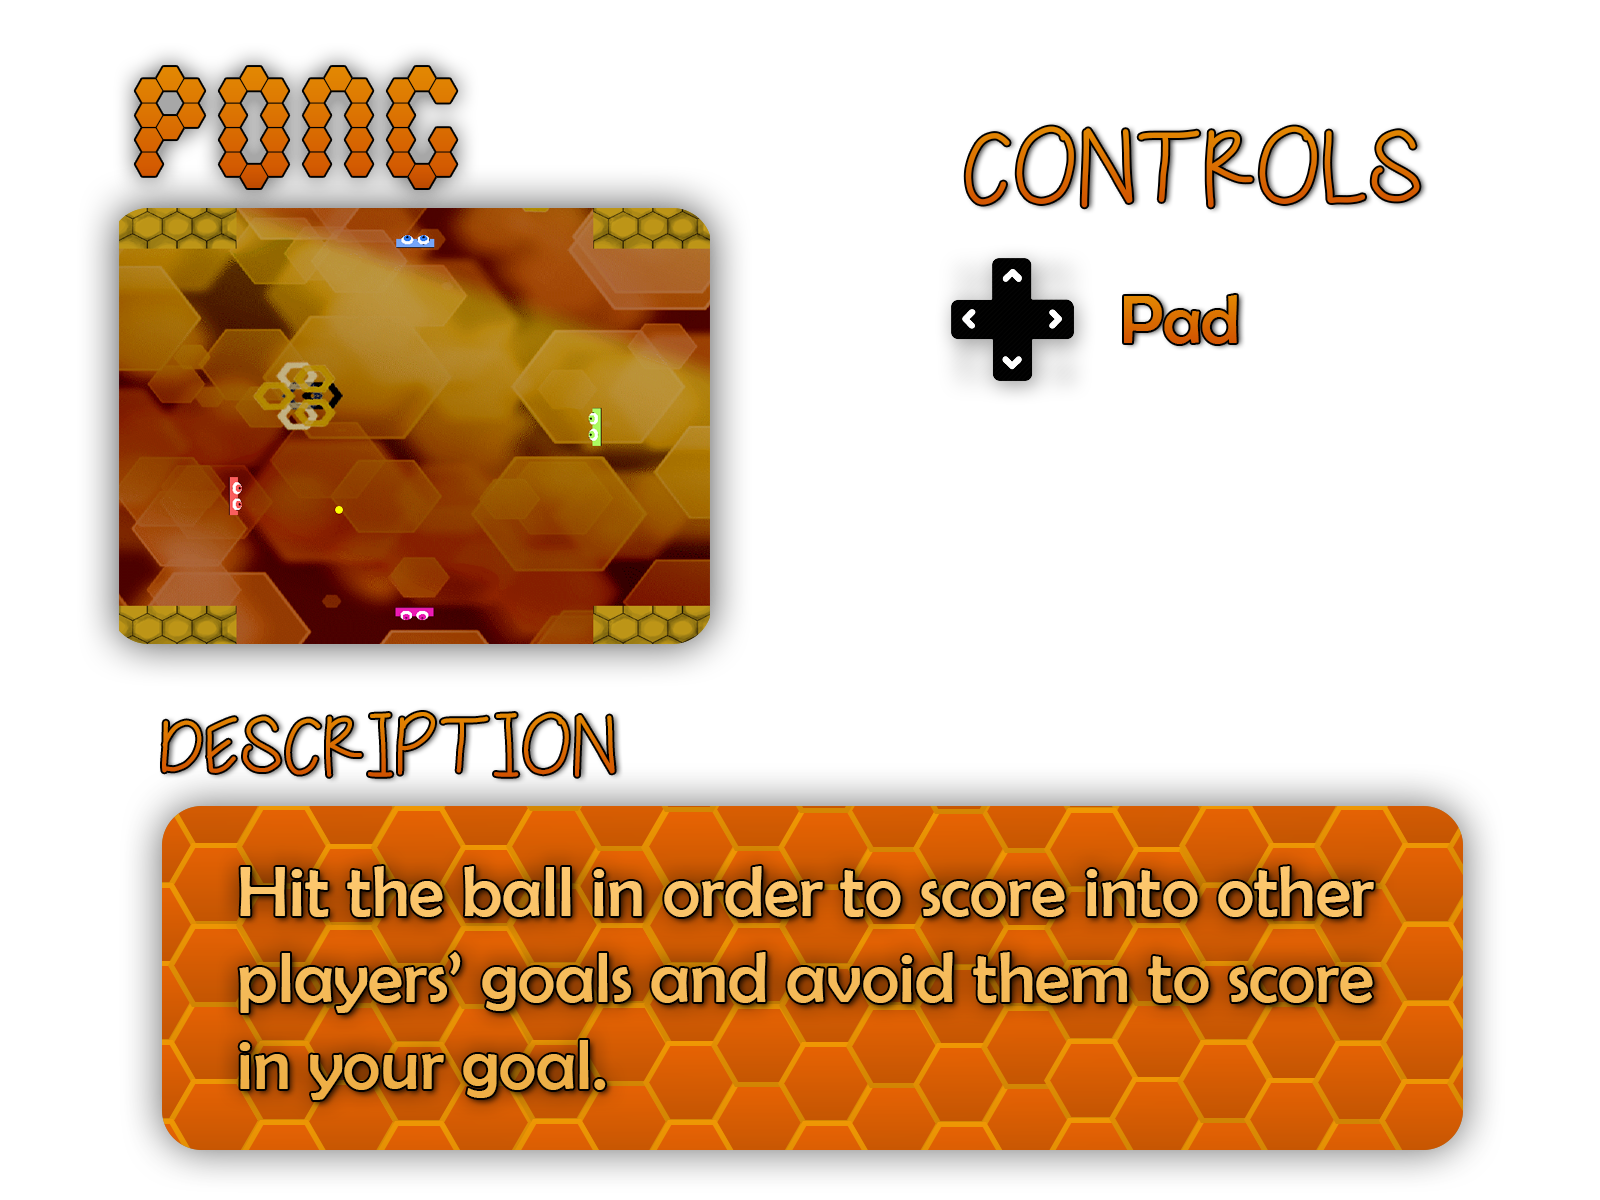 PONG
CONTROLS
Pad
DESCRIPTION
Hit the ball in order to score into other
players’ goals and avoid them to score
in your goal.